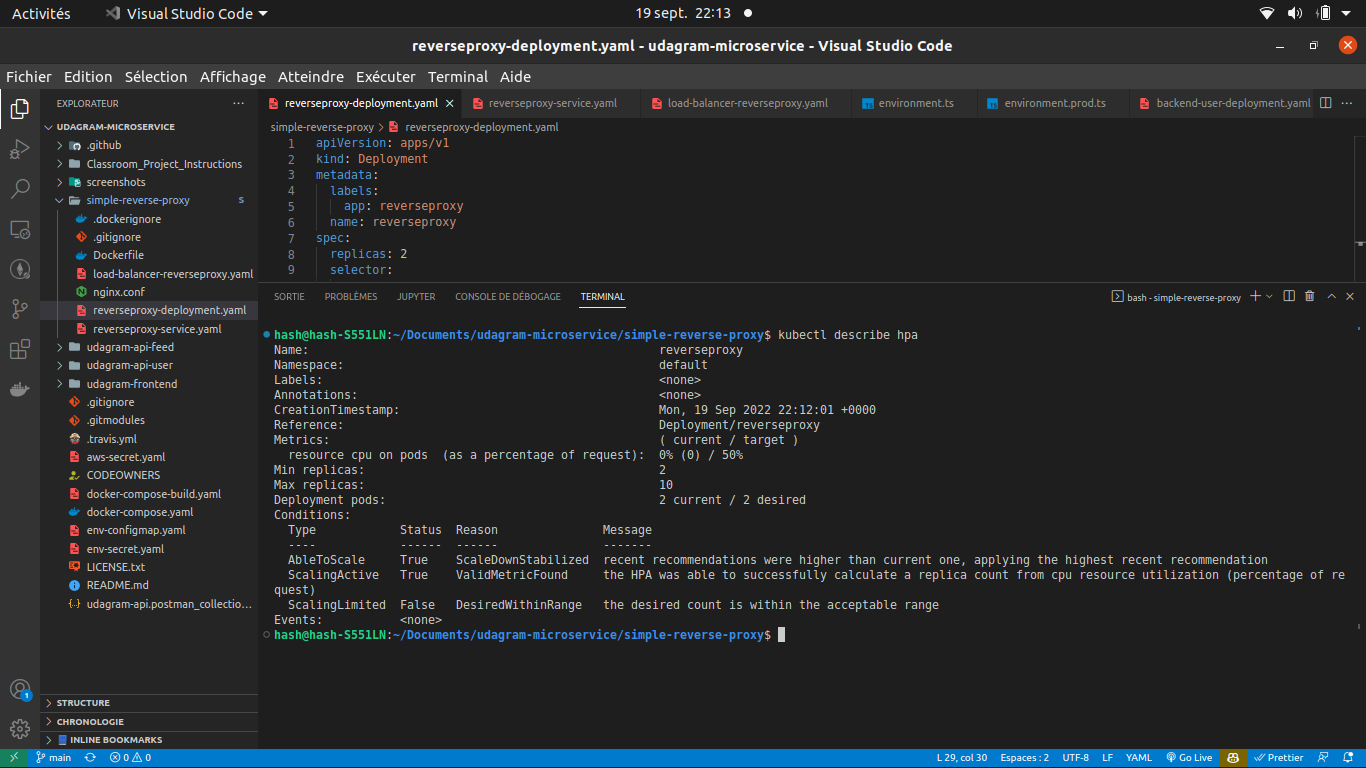 Activités Visual Studio Code 19 sept. 22:13
reverseproxy-deployment.yaml - udagram-microservice - Visual Studio Code
Fichier Edition Sélection Affichage Atteindre Exécuter Terminal Aide
EXPLORATEUR ···
UDAGRAM-MICROSERVICE
.github
Classroom_Project_Instructions
screenshots
simple-reverse-proxy S
.dockerignore
.gitignore
Dockerfile
load-balancer-reverseproxy.yaml
nginx.conf
reverseproxy-deployment.yaml
reverseproxy-service.yaml
udagram-api-feed
udagram-api-user
udagram-frontend
.gitignore
.gitmodules
.travis.yml
aws-secret.yaml
CODEOWNERS
docker-compose-build.yaml
docker-compose.yaml
env-configmap.yaml
env-secret.yaml
LICENSE.txt
README.md
udagram-api.postman_collectio...
STRUCTURE
CHRONOLOGIE
INLINE BOOKMARKS
1
reverseproxy-deployment.yaml reverseproxy-service.yaml load-balancer-reverseproxy.yaml environment.ts environment.prod.ts backend-user-deployment.yaml
simple-reverse-proxy > reverseproxy-deployment.yaml
1 apiVersion: apps/v1
2 kind: Deployment
3 metadata:
4 labels:
5 app: reverseproxy
6 name: reverseproxy
7 spec:
8 replicas: 2
9 selector:
SORTIE PROBLÈMES JUPYTER CONSOLE DE DÉBOGAGE TERMINAL bash - simple-reverse-proxy
hash@hash-S551LN:~/Documents/udagram-microservice/simple-reverse-proxy$ kubectl describe hpa
Name: reverseproxy
Namespace: default
Labels: <none>
Annotations: <none>
CreationTimestamp: Mon, 19 Sep 2022 22:12:01 +0000
Reference: Deployment/reverseproxy
Metrics: ( current / target )
resource cpu on pods (as a percentage of request): 0% (0) / 50%
Min replicas: 2
Max replicas: 10
Deployment pods: 2 current / 2 desired
Conditions:
Type Status Reason Message
---- ------ ------ -------
AbleToScale True ScaleDownStabilized recent recommendations were higher than current one, applying the highest recent recommendation
ScalingActive True ValidMetricFound the HPA was able to successfully calculate a replica count from cpu resource utilization (percentage of re
quest)
ScalingLimited False DesiredWithinRange the desired count is within the acceptable range
Events: <none>
hash@hash-S551LN:~/Documents/udagram-microservice/simple-reverse-proxy$
main 0 0 L 29, col 30 Espaces : 2 UTF-8 LF YAML Go Live Prettier